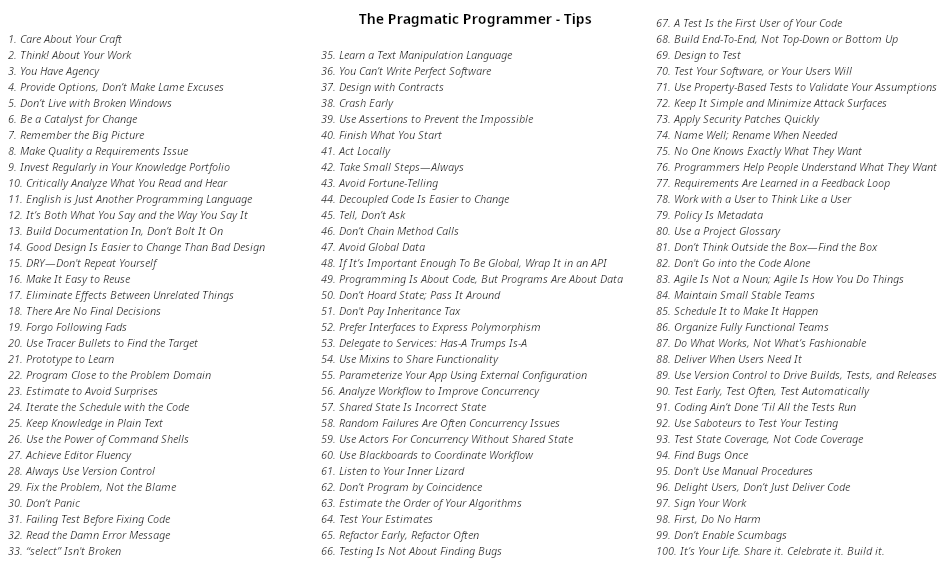 The Pragmatic Programmer - Tips
1. Care About Your Craft
2. Think! About Your Work
3. You Have Agency
4. Provide Options, Don’t Make Lame Excuses
5. Don’t Live with Broken Windows
6. Be a Catalyst for Change
7. Remember the Big Picture
8. Make Quality a Requirements Issue
9. Invest Regularly in Your Knowledge Portfolio
10. Critically Analyze What You Read and Hear
11. English is Just Another Programming Language
12. It’s Both What You Say and the Way You Say It
13. Build Documentation In, Don’t Bolt It On
14. Good Design Is Easier to Change Than Bad Design
15. DRY—Don’t Repeat Yourself
16. Make It Easy to Reuse
17. Eliminate Effects Between Unrelated Things
18. There Are No Final Decisions
19. Forgo Following Fads
20. Use Tracer Bullets to Find the Target
21. Prototype to Learn
22. Program Close to the Problem Domain
23. Estimate to Avoid Surprises
24. Iterate the Schedule with the Code
25. Keep Knowledge in Plain Text
26. Use the Power of Command Shells
27. Achieve Editor Fluency
28. Always Use Version Control
29. Fix the Problem, Not the Blame
30. Don’t Panic
31. Failing Test Before Fixing Code
32. Read the Damn Error Message
33. “select” Isn’t Broken
35. Learn a Text Manipulation Language
36. You Can’t Write Perfect Software
37. Design with Contracts
38. Crash Early
39. Use Assertions to Prevent the Impossible
40. Finish What You Start
41. Act Locally
42. Take Small Steps—Always
43. Avoid Fortune-Telling
44. Decoupled Code Is Easier to Change
45. Tell, Don’t Ask
46. Don’t Chain Method Calls
47. Avoid Global Data
48. If It’s Important Enough To Be Global, Wrap It in an API
49. Programming Is About Code, But Programs Are About Data
50. Don’t Hoard State; Pass It Around
51. Don’t Pay Inheritance Tax
52. Prefer Interfaces to Express Polymorphism
53. Delegate to Services: Has-A Trumps Is-A
54. Use Mixins to Share Functionality
55. Parameterize Your App Using External Configuration
56. Analyze Workflow to Improve Concurrency
57. Shared State Is Incorrect State
58. Random Failures Are Often Concurrency Issues
59. Use Actors For Concurrency Without Shared State
60. Use Blackboards to Coordinate Workflow
61. Listen to Your Inner Lizard
62. Don’t Program by Coincidence
63. Estimate the Order of Your Algorithms
64. Test Your Estimates
65. Refactor Early, Refactor Often
66. Testing Is Not About Finding Bugs
67. A Test Is the First User of Your Code
68. Build End-To-End, Not Top-Down or Bottom Up
69. Design to Test
70. Test Your Software, or Your Users Will
71. Use Property-Based Tests to Validate Your Assumptions
72. Keep It Simple and Minimize Attack Surfaces
73. Apply Security Patches Quickly
74. Name Well; Rename When Needed
75. No One Knows Exactly What They Want
76. Programmers Help People Understand What They Want
77. Requirements Are Learned in a Feedback Loop
78. Work with a User to Think Like a User
79. Policy Is Metadata
80. Use a Project Glossary
81. Don’t Think Outside the Box—Find the Box
82. Don’t Go into the Code Alone
83. Agile Is Not a Noun; Agile Is How You Do Things
84. Maintain Small Stable Teams
85. Schedule It to Make It Happen
86. Organize Fully Functional Teams
87. Do What Works, Not What’s Fashionable
88. Deliver When Users Need It
89. Use Version Control to Drive Builds, Tests, and Releases
90. Test Early, Test Often, Test Automatically
91. Coding Ain’t Done ’Til All the Tests Run
92. Use Saboteurs to Test Your Testing
93. Test State Coverage, Not Code Coverage
94. Find Bugs Once
95. Don’t Use Manual Procedures
96. Delight Users, Don’t Just Deliver Code
97. Sign Your Work
98. First, Do No Harm
99. Don’t Enable Scumbags
100. It’s Your Life. Share it. Celebrate it. Build it.